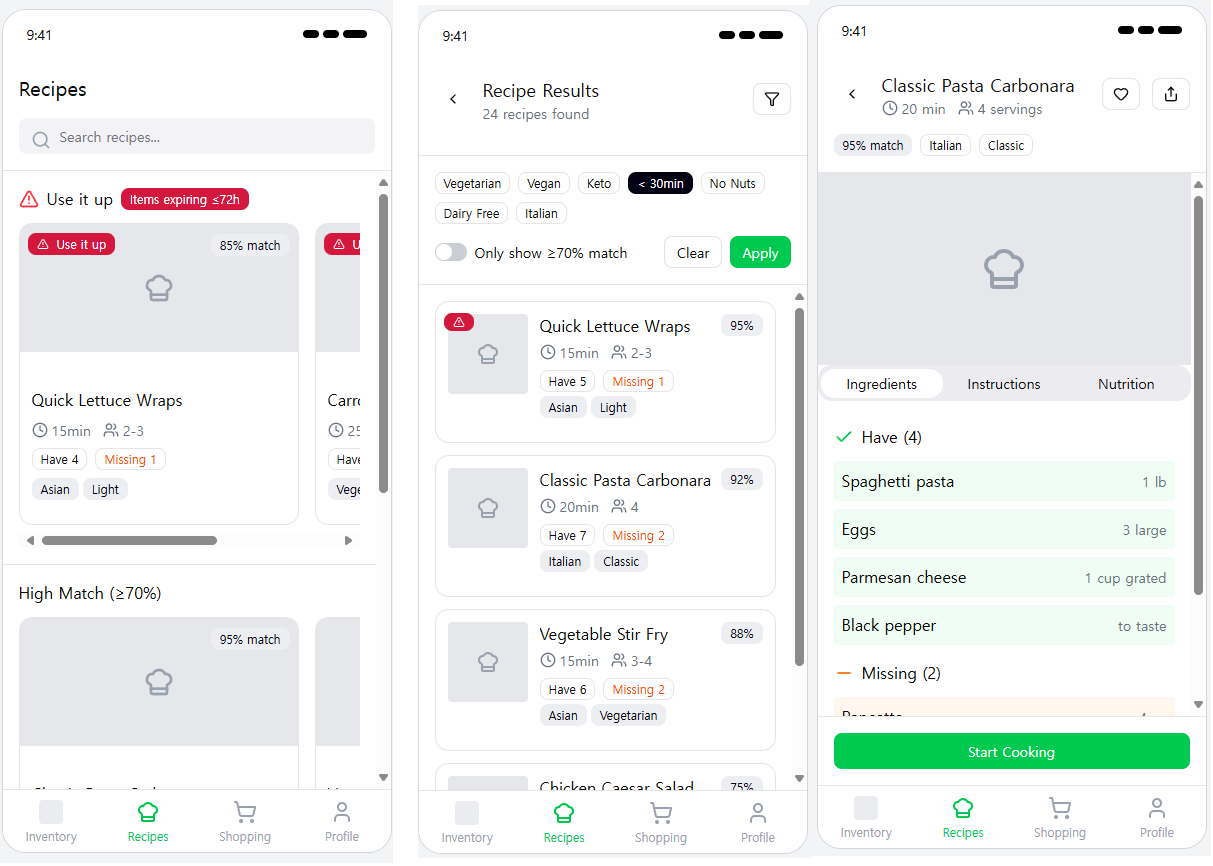 9:41
Recipes
Search recipes...
Use it up Items expiring ≤72h
Use it up 85% match
Quick Lettuce Wraps
15min 2-3
Have 4 Missing 1
Asian Light
High Match (≥70%)
95% match
Inventory Recipes Shopping Profile
9:41
Recipe Results
24 recipes found
Vegetarian Vegan Keto < 30min No Nuts
Dairy Free Italian
Only show ≥70% match Clear Apply
Quick Lettuce Wraps 95%
15min 2-3
Have 5 Missing 1
Asian Light
Classic Pasta Carbonara 92%
20min 4
Have 7 Missing 2
Italian Classic
Vegetable Stir Fry 88%
15min 3-4
Have 6 Missing 2
Asian Vegetarian
Chicken Caesar Salad 75%
Inventory Recipes Shopping Profile
9:41
Classic Pasta Carbonara
20 min 4 servings
95% match Italian Classic
Ingredients Instructions Nutrition
Have (4)
Spaghetti pasta 1 lb
Eggs 3 large
Parmesan cheese 1 cup grated
Black pepper to taste
Missing (2)
Start Cooking
Inventory Recipes Shopping Profile